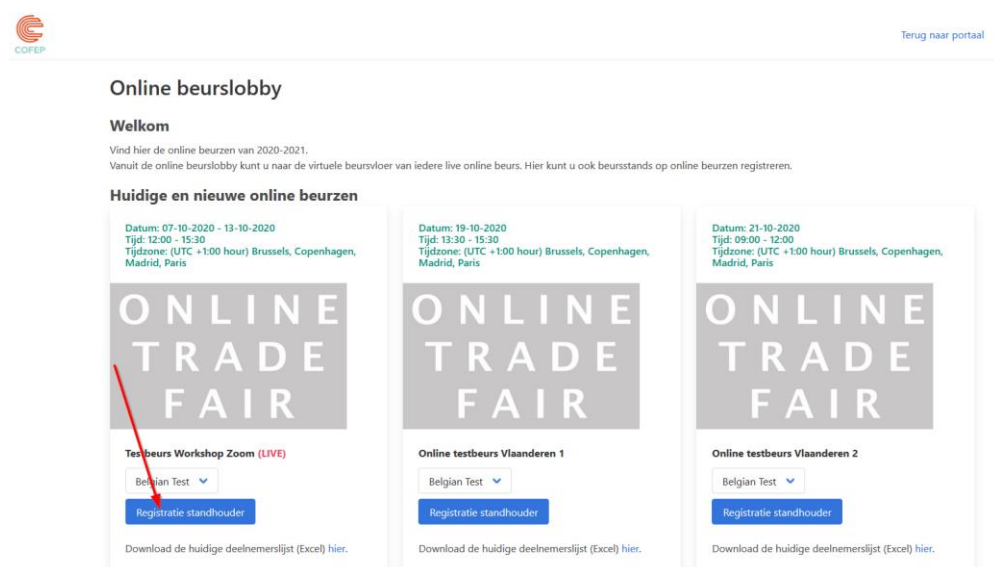 COFEP
Terug naar portaal
Online beurslobby
Welkom
Vind hier de online beurzen van 2020-2021.
Vanuit de online beurslobby kunt u naar de virtuele beursvloer van iedere live online beurs. Hier kunt u ook beursstands op online beurzen registreren.
Huidige en nieuwe online beurzen
Datum: 07-10-2020 - 13-10-2020
Tijd: 12:00 - 15:30
Tijdzone: (UTC +1:00 hour) Brussels, Copenhagen,
Madrid, Paris
ONLINE
TRADE
FAIR
Testbeurs Workshop Zoom (LIVE)
Belgian Test
Registratie standhouder
Download de huidige deelnemerslijst (Excel) hier.
Datum: 19-10-2020
Tijd: 13:30 - 15:30
Tijdzone: (UTC +1:00 hour) Brussels, Copenhagen,
Madrid, Paris
ONLINE
TRADE
FAIR
Online testbeurs Vlaanderen 1
Belgian Test
Registratie standhouder
Download de huidige deelnemerslijst (Excel) hier.
Datum: 21-10-2020
Tijd: 09:00 - 12:00
Tijdzone: (UTC +1:00 hour) Brussels, Copenhagen,
Madrid, Paris
ONLINE
TRADE
FAIR
Online testbeurs Vlaanderen 2
Belgian Test
Registratie standhouder
Download de huidige deelnemerslijst (Excel) hier.